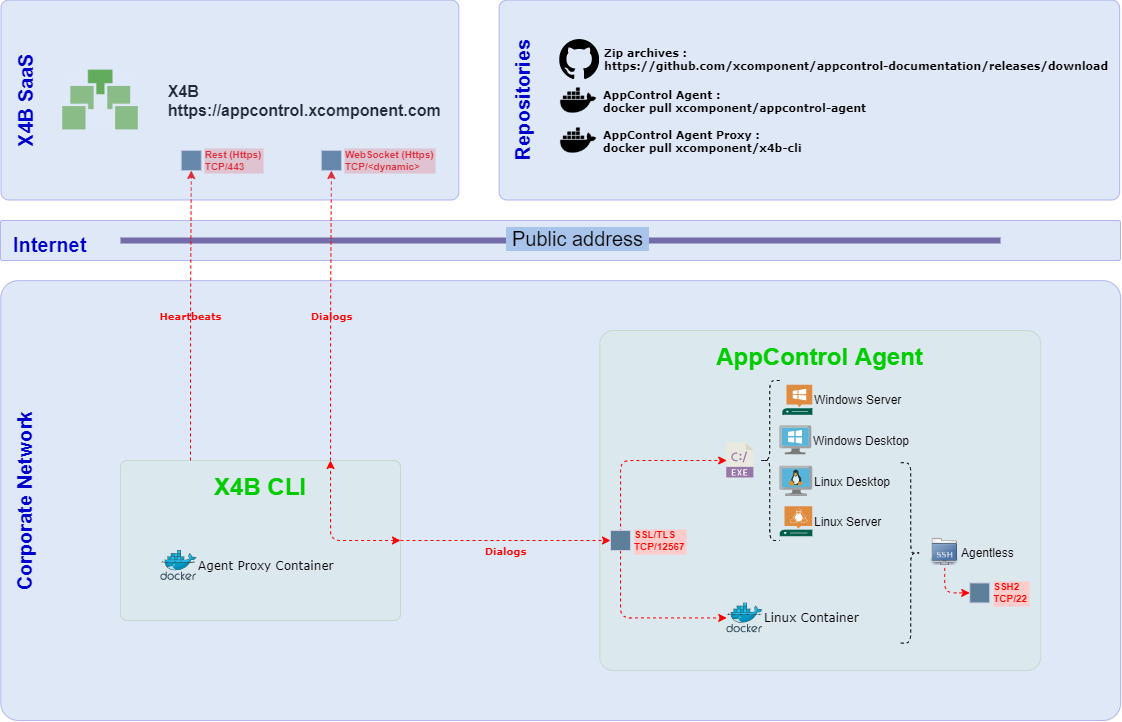 X4B SaaS
X4B
https://appcontrol.xcomponent.com
Rest (Https)
TCP/443
WebSocket (Https)
TCP/<dynamic>
Repositories
Zip archives :
https://github.com/xcomponent/appcontrol-documentation/releases/download
AppControl Agent :
docker pull xcomponent/appcontrol-agent
AppControl Agent Proxy :
docker pull xcomponent/x4b-cli
Internet
Public address
Corporate Network
Heartbeats
Dialogs
X4B CLI
docker
Agent Proxy Container
Dialogs
AppControl Agent
SSL/TLS
TCP/12567
C:/
EXE
Windows Server
Windows Desktop
Linux Desktop
Linux Server
docker
Linux Container
SSH
Agentless
SSH2
TCP/22